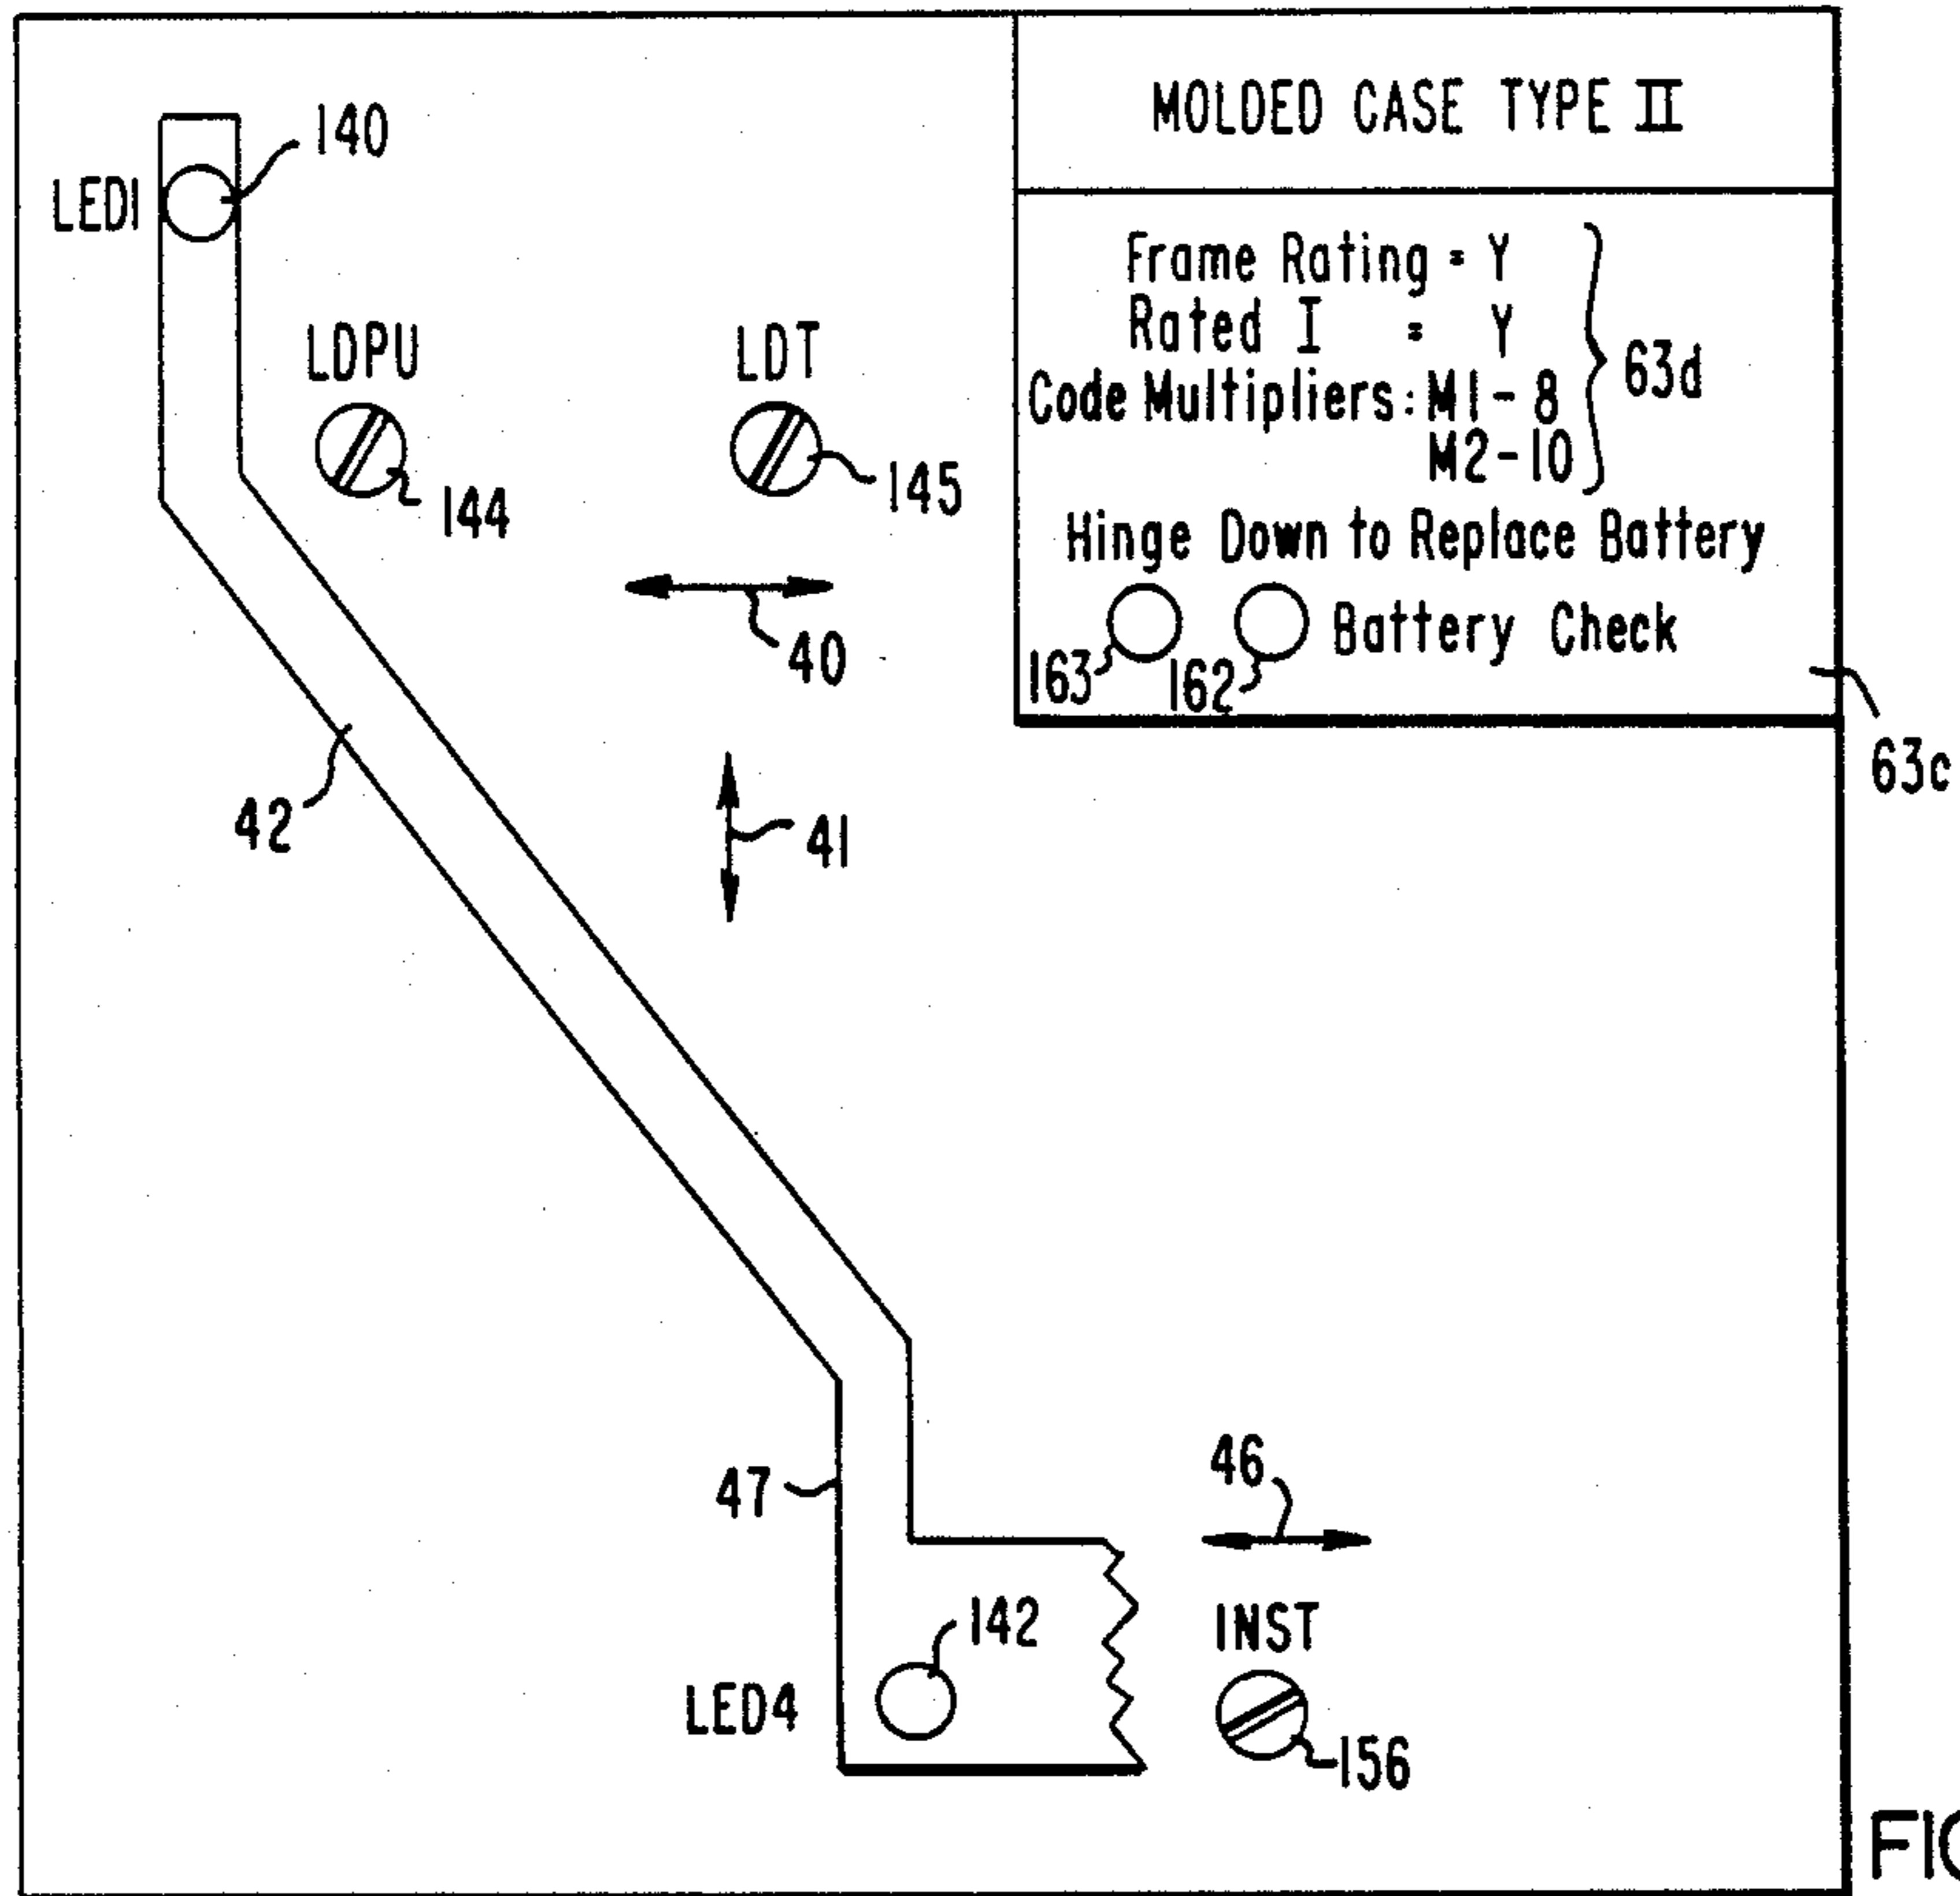 MOLDED CASE TYPE II
140
LED1
Frame Rating = Y
Rated I = Y
Code Multipliers: M1-8
M2-10
63d
LDPU
LDT
144
145
Hinge Down to Replace Battery
Battery Check
163
162
40
63c
42
41
47
46
142
INST
LED4
156